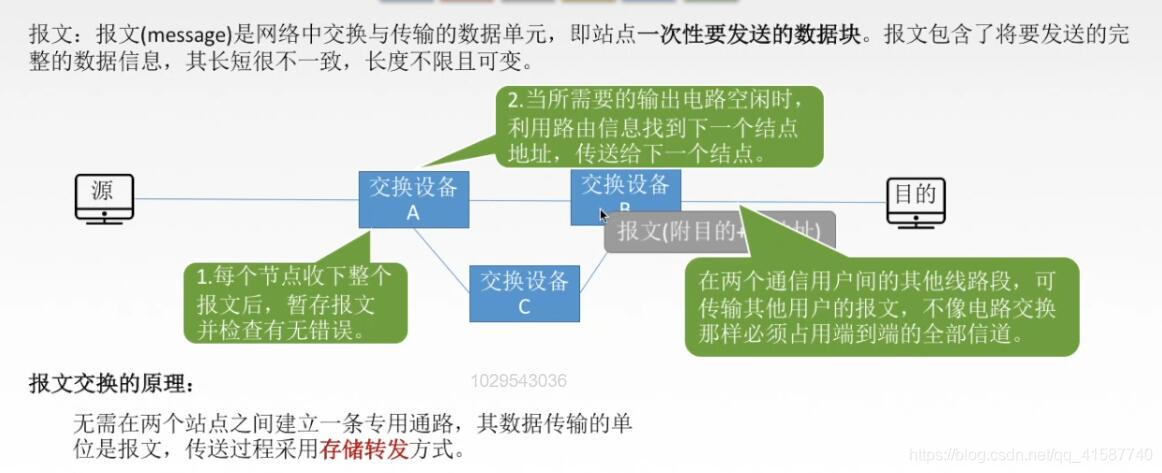 报文：报文(message)是网络中交换与传输的数据单元，即站点一次性要发送的数据块。报文包含了将要发送的完
整的数据信息，其长短很不一致，长度不限且可变。
2.当所需要的输出电路空闲时，
利用路由信息找到下一个结点
地址，传送给下一个结点。
源
交换设备
A
交换设备
B
目的
报文(附目的+
址)
1.每个节点收下整个
报文后，暂存报文
并检查有无错误。
交换设备
C
在两个通信用户间的其他线路段，可
传输其他用户的报文，不像电路交换
那样必须占用端到端的全部信道。
报文交换的原理：
1029543036
无需在两个站点之间建立一条专用通路，其数据传输的单
位是报文，传送过程采用存储转发方式。
https://blog.csdn.net/qq_41587740